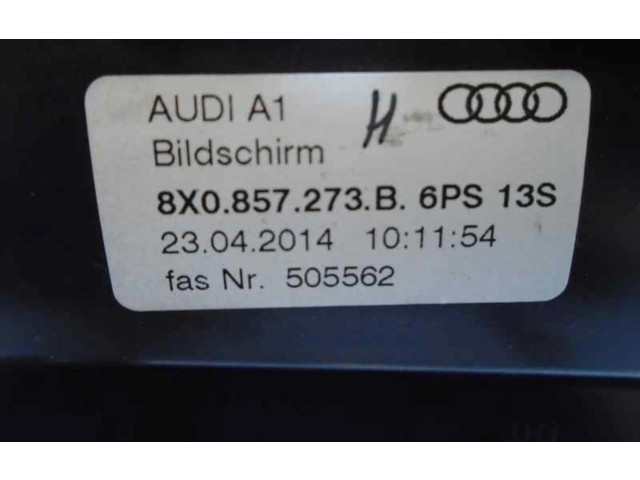 AUDI A1 H
Bildschirm
8X0.857.273.B. 6PS 13S
23.04.2014 10:11:54
fas Nr. 505562